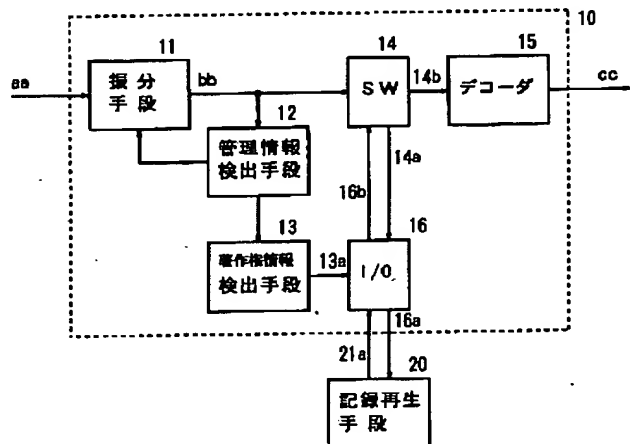 10
11
14
15
aa
振分
手段
bb
SW
14b
デコーダ
cc
12
管理情報
検出手段
14a
16b
13
16
著作権情報
検出手段
13a
I/O
16a
21a
20
記録再生
手段